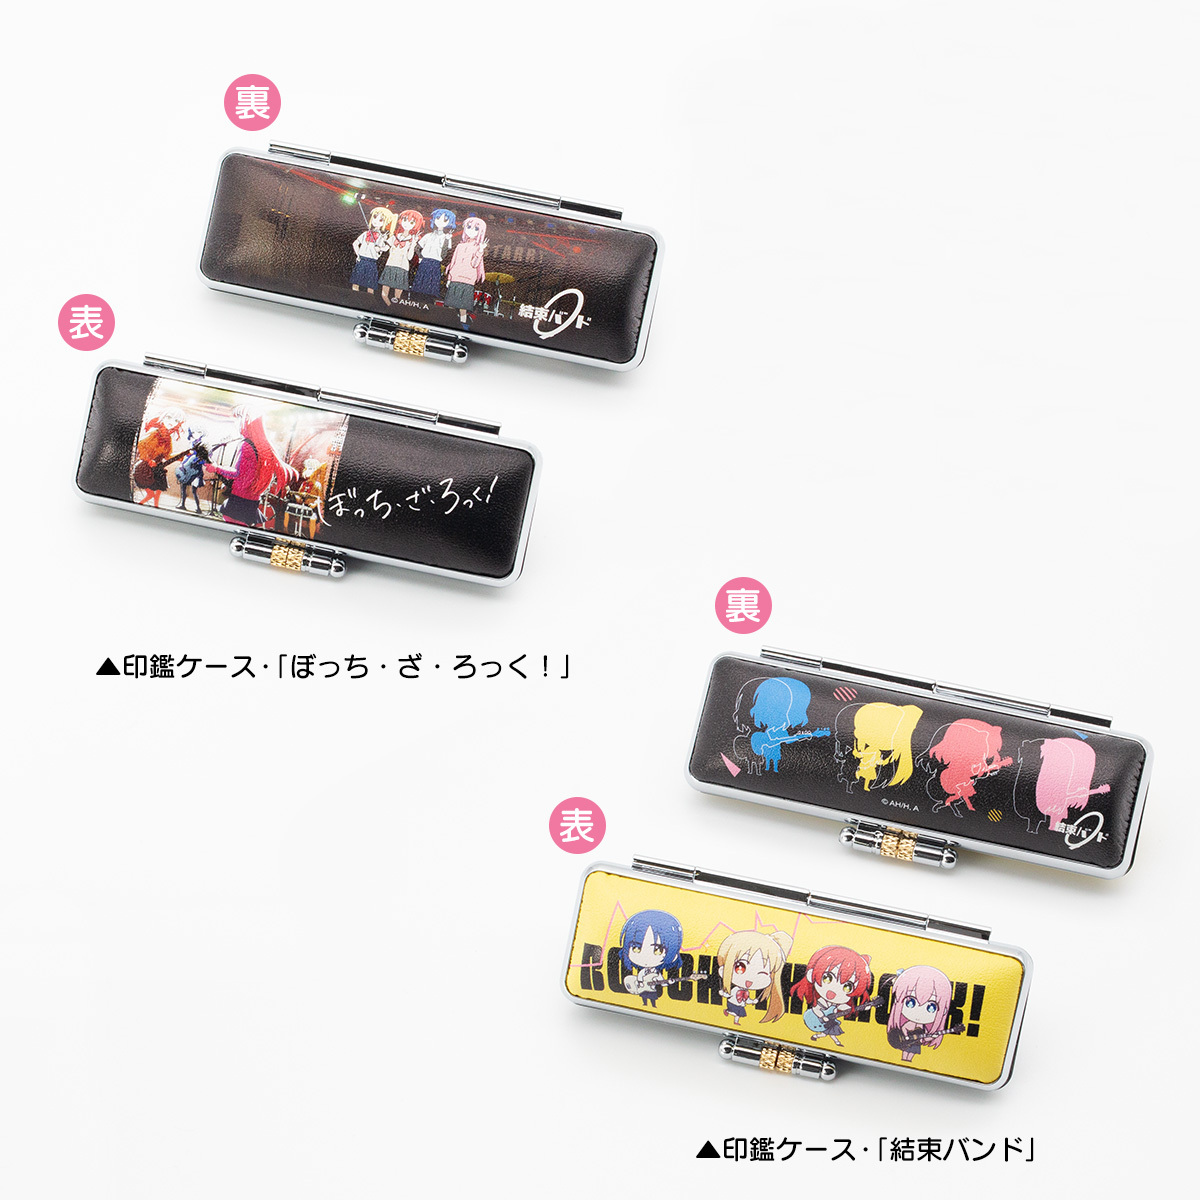 裏
STARRY
©AH/H, A
結束バンド
表
ぼっち・ざ・ろっく!
▲印鑑ケース・「ぼっち・ざ・ろっく!」
裏
©AH/H, A
結束バンド
表
ROCK!
▲印鑑ケース・「結束バンド」